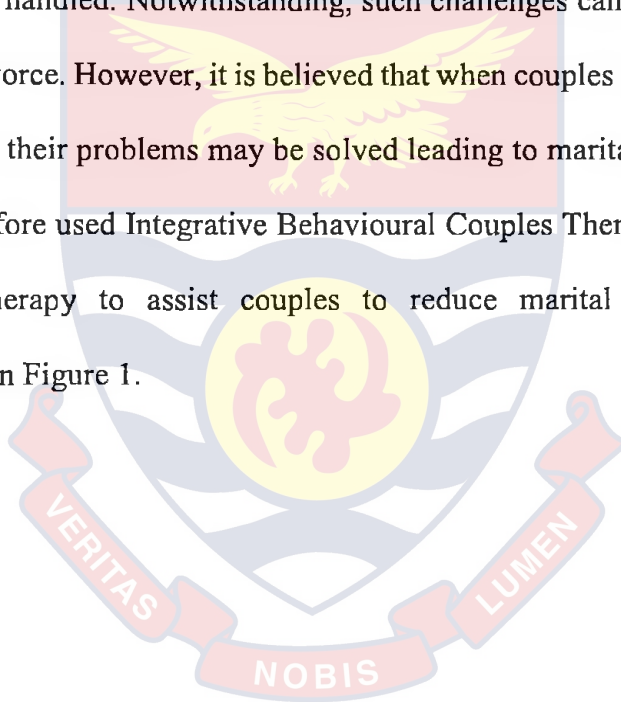 handled. Notwithstanding, such challenges can
orce. However, it is believed that when couples
their problems may be solved leading to marita
fore used Integrative Behavioural Couples Ther
herapy to assist couples to reduce marital
n Figure 1.
VERITAS
NOBIS
LUMEN